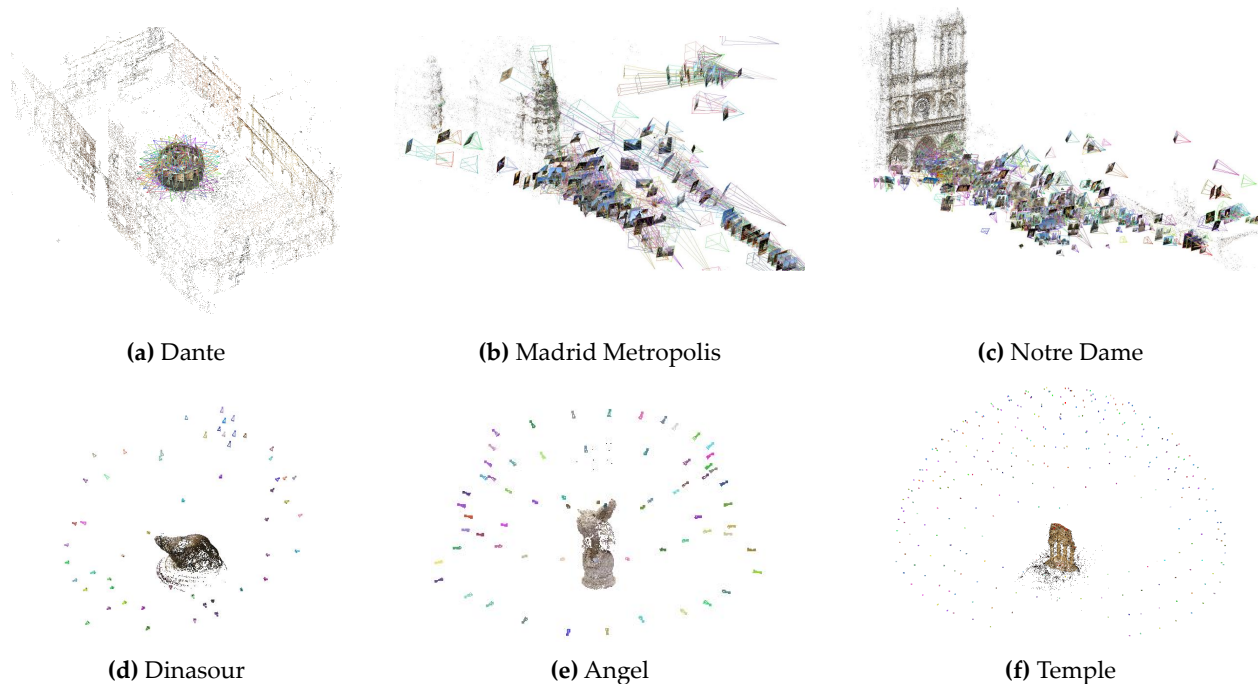 (a) Dante
(b) Madrid Metropolis
(c) Notre Dame
(d) Dinasour
(e) Angel
(f) Temple